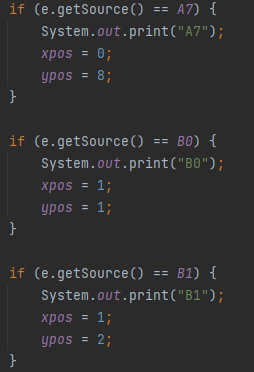 if (e.getSource() == A7) {
    System.out.print("A7");
    xpos = 0;
    ypos = 8;
}

if (e.getSource() == B0) {
    System.out.print("B0");
    xpos = 1;
    ypos = 1;
}

if (e.getSource() == B1) {
    System.out.print("B1");
    xpos = 1;
    ypos = 2;
}